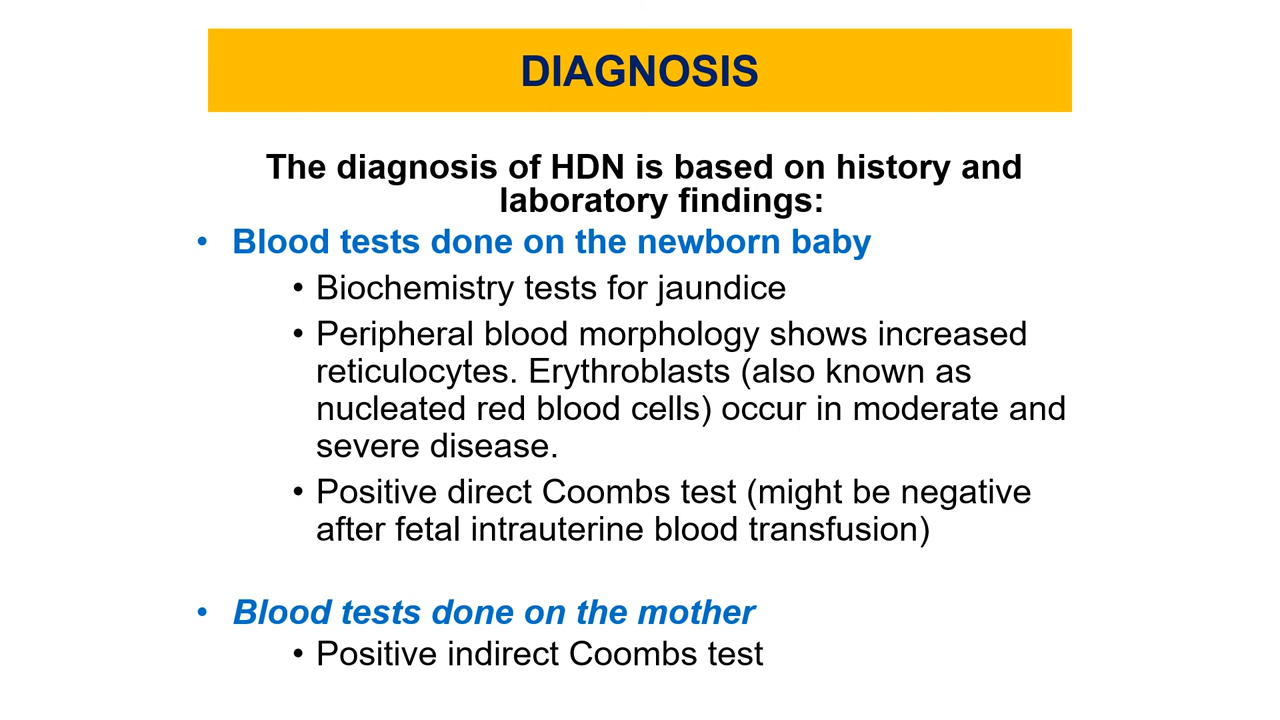 DIAGNOSIS
The diagnosis of HDN is based on history and
laboratory findings:
• Blood tests done on the newborn baby
• Biochemistry tests for jaundice
• Peripheral blood morphology shows increased
reticulocytes. Erythroblasts (also known as
nucleated red blood cells) occur in moderate and
severe disease.
• Positive direct Coombs test (might be negative
after fetal intrauterine blood transfusion)
• Blood tests done on the mother
• Positive indirect Coombs test